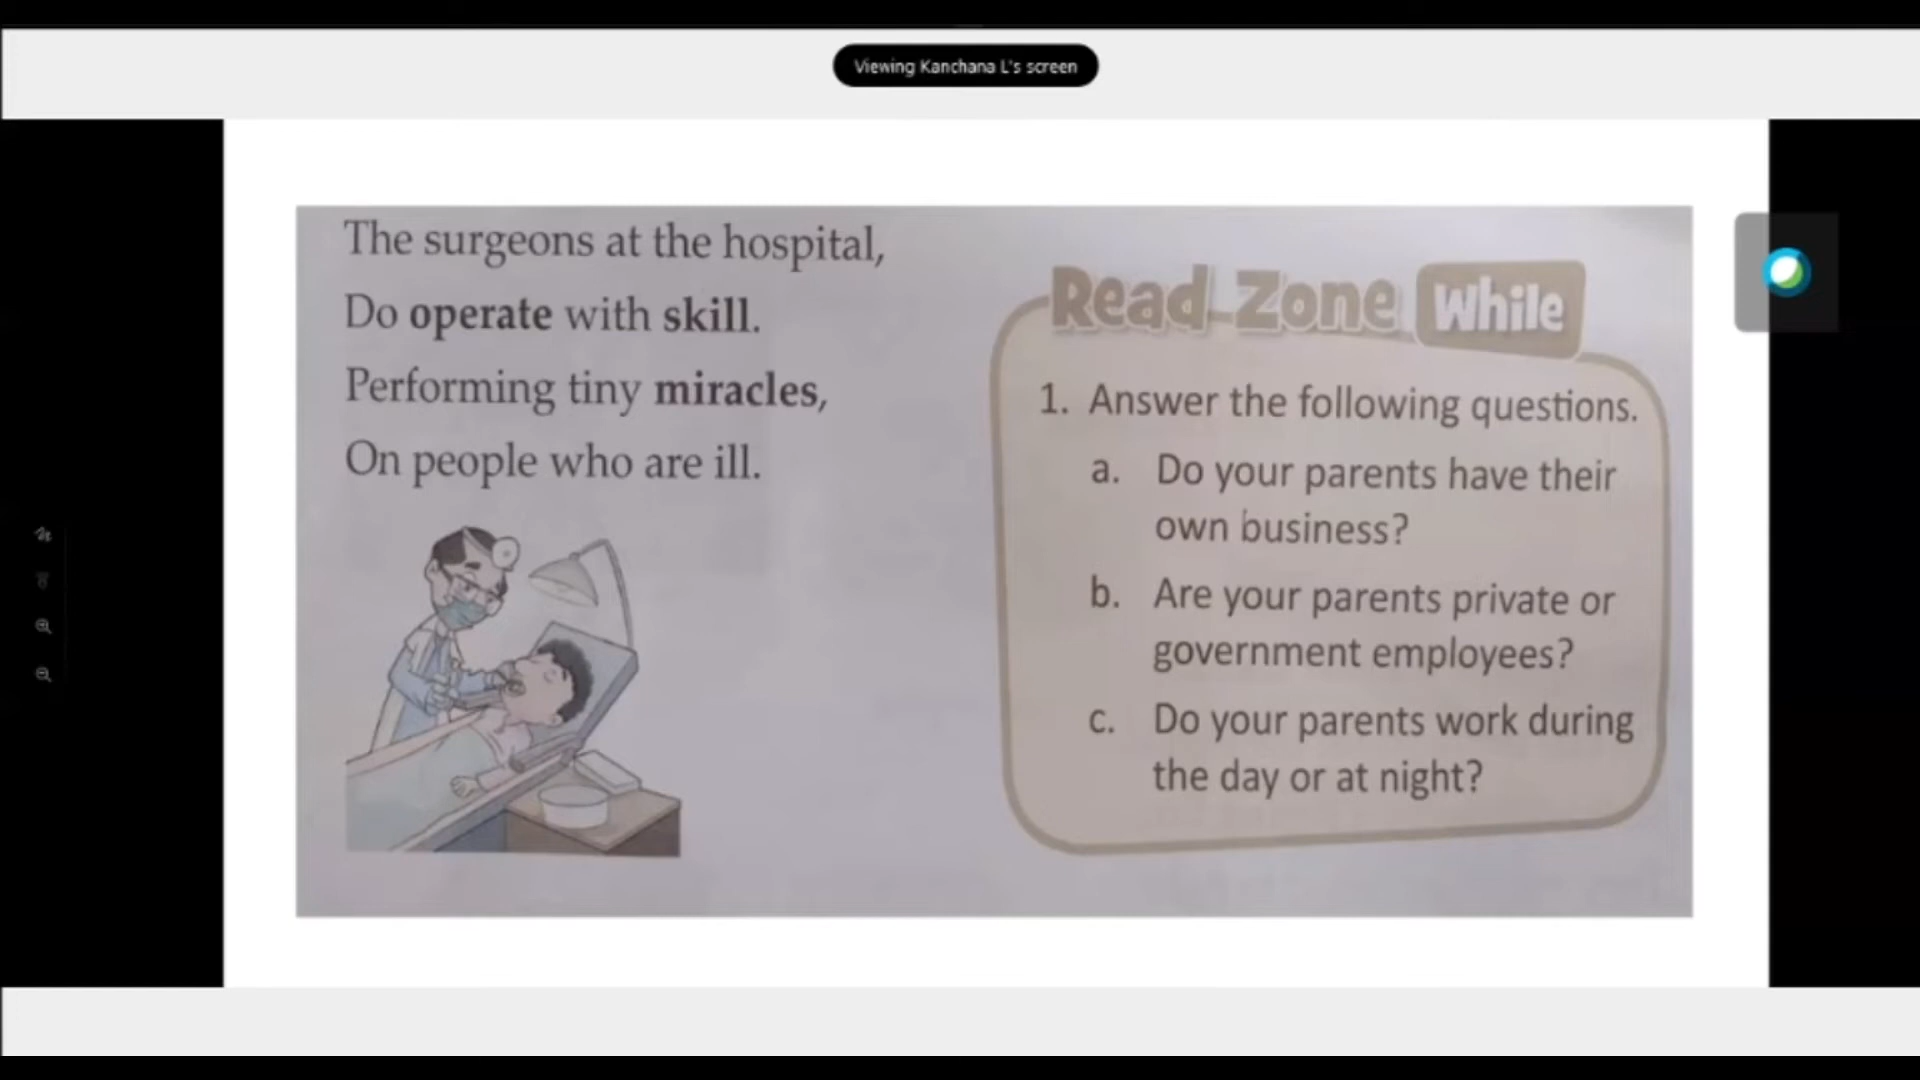 Viewing Kanchana L's screen
The surgeons at the hospital,
Do operate with skill.
Performing tiny miracles,
On people who are ill.
Read Zone While
1. Answer the following questions.
a. Do your parents have their
own business?
b. Are your parents private or
government employees?
c. Do your parents work during
the day or at night?